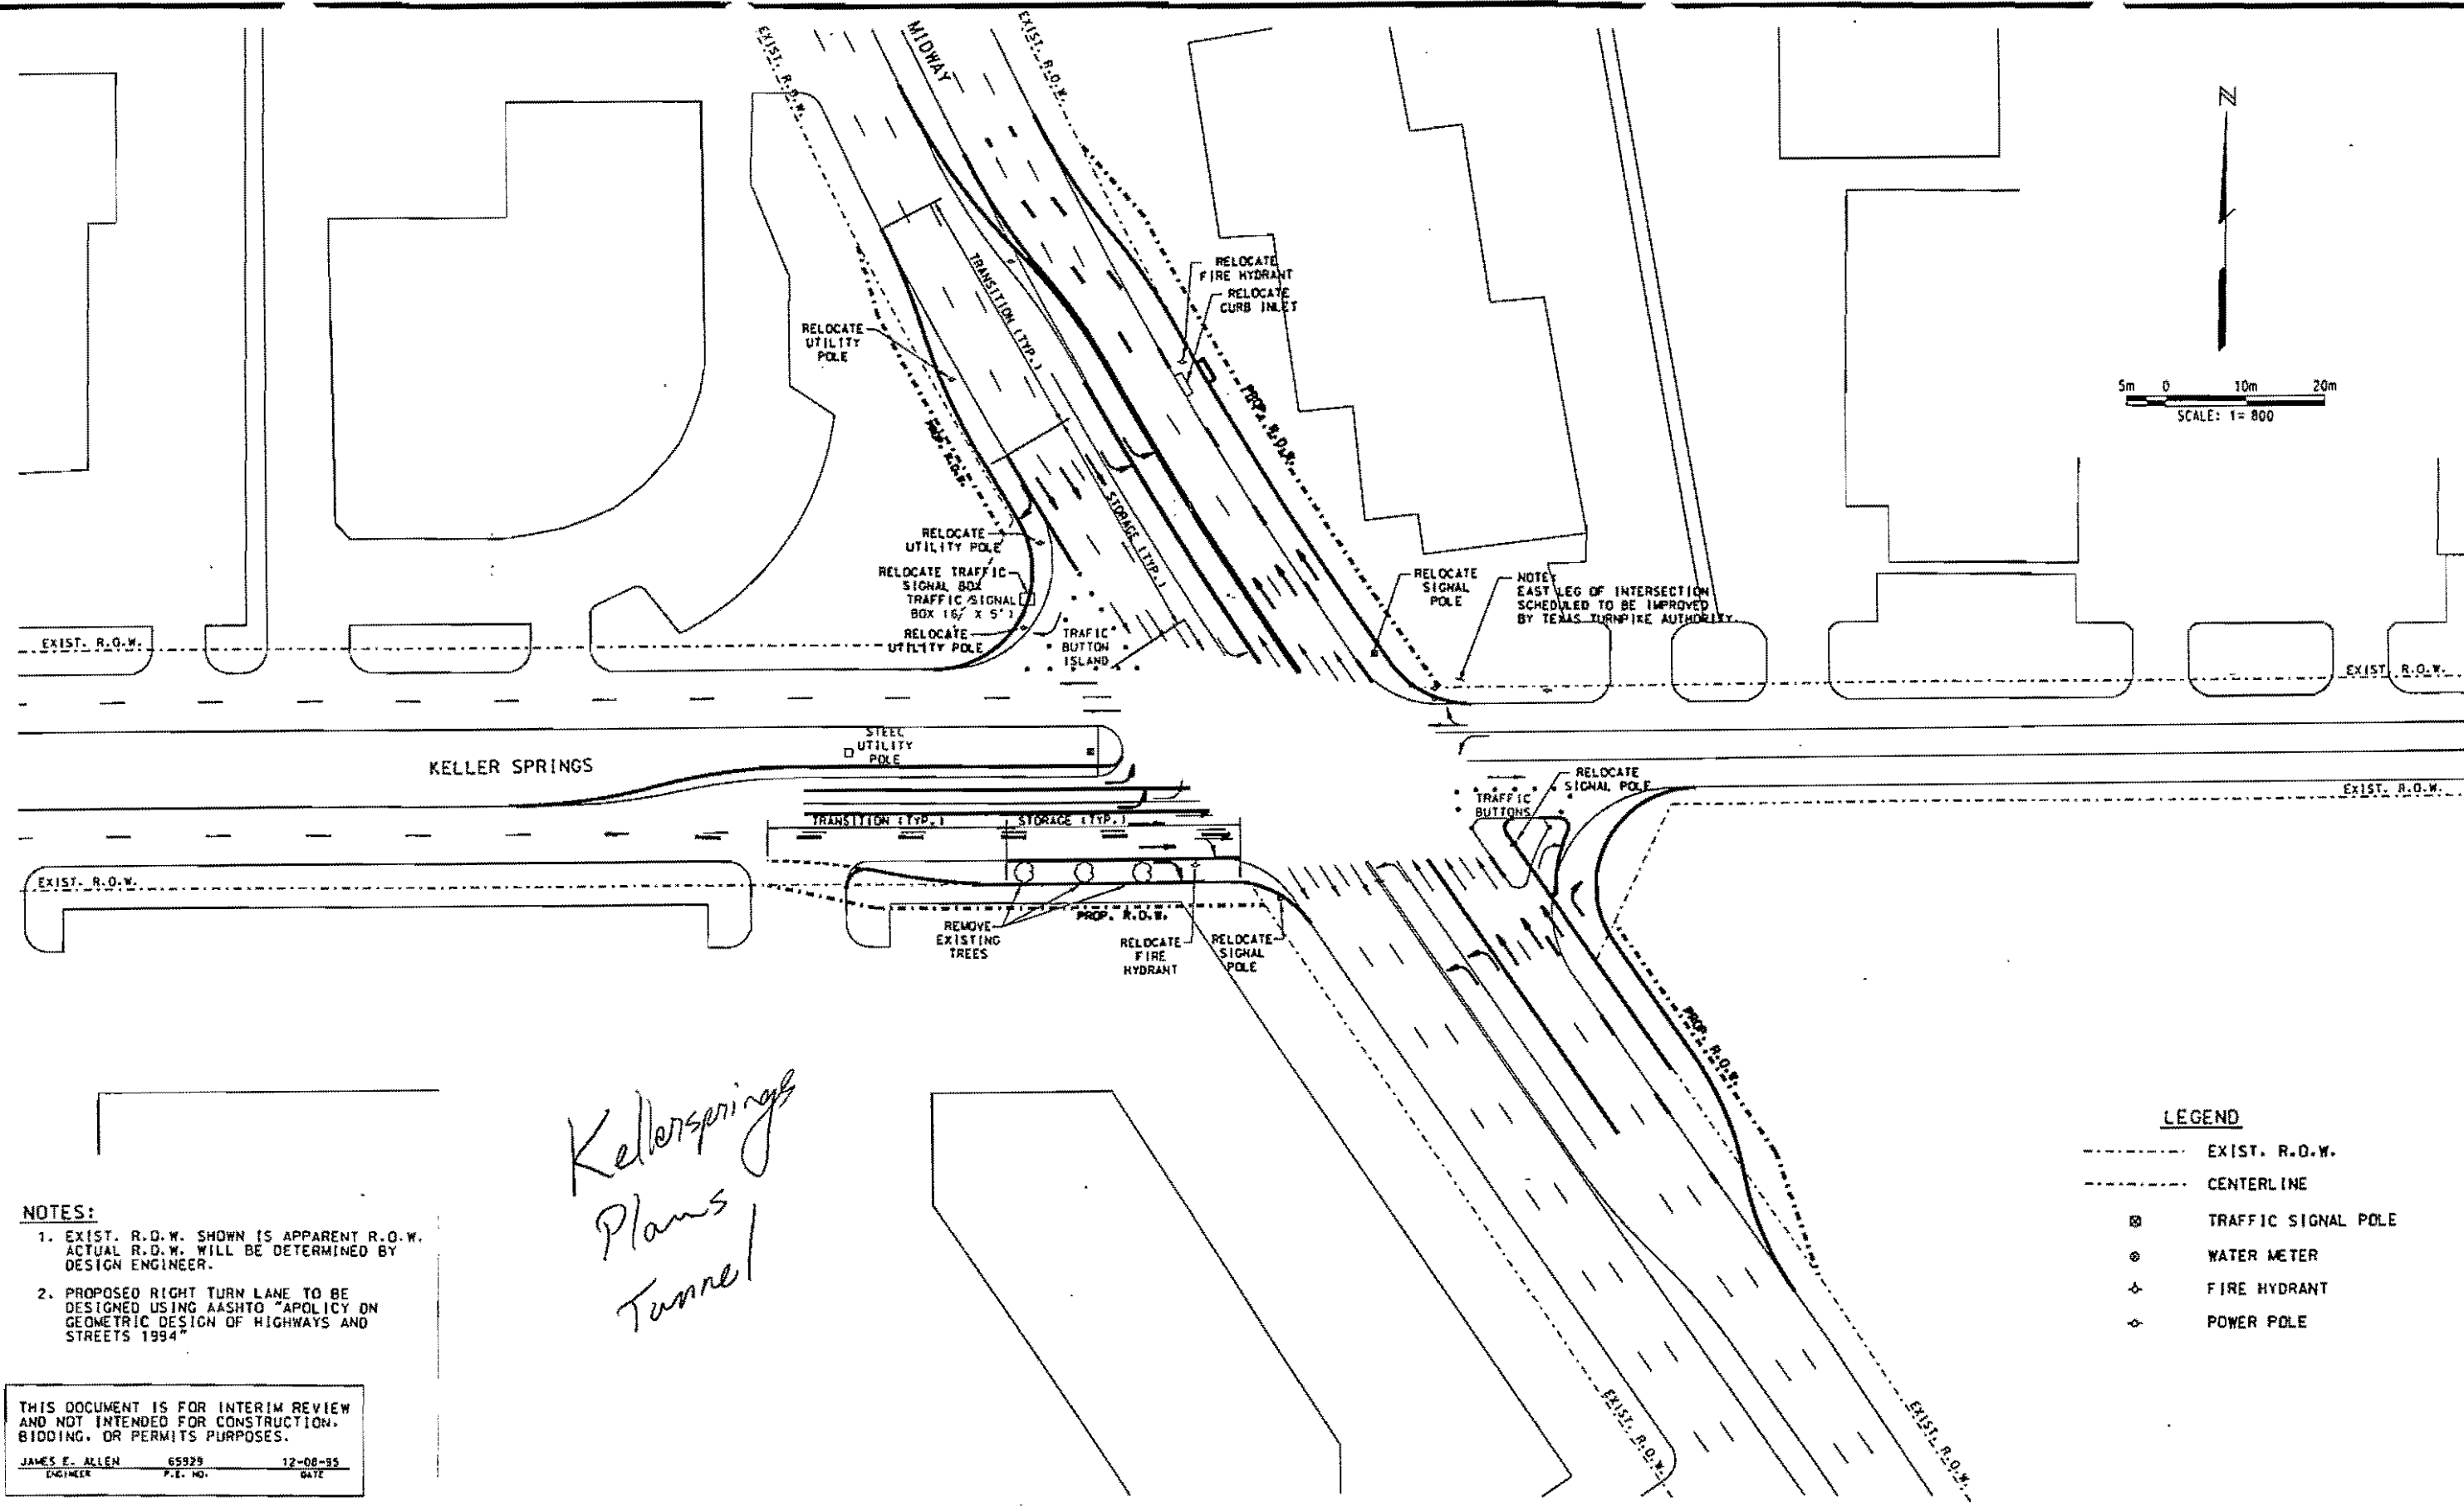 EXIST. R.O.W.
MIDWAY
EXIST. R.O.W.
N
5m 0 10m 20m
SCALE: 1= 800
RELOCATE
FIRE HYDRANT
RELOCATE
CURB INLET
TRANSITION (TYP.)
RELOCATE
UTILITY
POLE
PROP. R.O.W.
PROP. R.O.W.
STORAGE (TYP.)
RELOCATE
UTILITY POLE
RELOCATE TRAFFIC
SIGNAL BOX
TRAFFIC SIGNAL
BOX (6' X 5')
RELOCATE
UTILITY POLE
TRAFIC
BUTTON
ISLAND
RELOCATE
SIGNAL
POLE
NOTE:
EAST LEG OF INTERSECTION
SCHEDULED TO BE IMPROVED
BY TEXAS TURNPIKE AUTHORITY.
EXIST. R.O.W.
EXIST. R.O.W.
STEEL
UTILITY
POLE
KELLER SPRINGS
RELOCATE
SIGNAL POLE
TRAFFIC
BUTTONS
EXIST. R.O.W.
TRANSITION (TYP.)
STORAGE (TYP.)
EXIST. R.O.W.
PROP. R.O.W.
REMOVE
EXISTING
TREES
RELOCATE
FIRE
HYDRANT
RELOCATE
SIGNAL
POLE
PROP. R.O.W.
Kellersprings
Plans
Tunnel
EXIST. R.O.W.
EXIST. R.O.W.
LEGEND
EXIST. R.O.W.
CENTERLINE
TRAFFIC SIGNAL POLE
WATER METER
FIRE HYDRANT
POWER POLE
NOTES:
1. EXIST. R.O.W. SHOWN IS APPARENT R.O.W.
ACTUAL R.O.W. WILL BE DETERMINED BY
DESIGN ENGINEER.
2. PROPOSED RIGHT TURN LANE TO BE
DESIGNED USING AASHTO "APOLICY ON
GEOMETRIC DESIGN OF HIGHWAYS AND
STREETS 1994"
THIS DOCUMENT IS FOR INTERIM REVIEW
AND NOT INTENDED FOR CONSTRUCTION,
BIDDING, OR PERMITS PURPOSES.
JAMES E. ALLEN 65929 12-08-95
ENGINEER P.E. NO. DATE